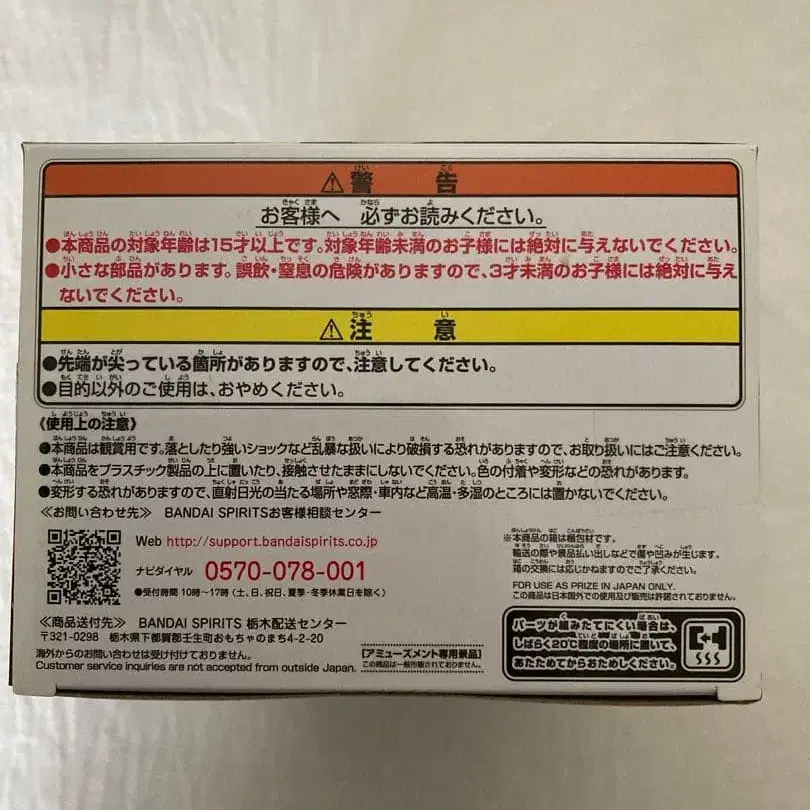 ⚠警告
お客様へ 必ずお読みください。
●本商品の対象年齢は15才以上です。対象年齢未満のお子様には絶対に与えないでください。
●小さな部品があります。誤飲・窒息の危険がありますので、3才未満のお子様には絶対に与え
ないでください。
⚠注意
●先端が尖っている箇所がありますので、注意してください。
●目的以外のご使用は、おやめください。
《使用上の注意》
●本商品は観賞用です。落としたり強いショックなど乱暴な扱いにより破損する恐れがありますので、お取り扱いにはご注意ください。
●本商品をプラスチック製品の上に置いたり、接触させたままにしないでください。色の付着や変形などの恐れがあります。
●変形する恐れがありますので、直射日光の当たる場所や窓際・車内など高温・多湿のところには置かないでください。
≪お問い合わせ先≫ BANDAI SPIRITSお客様相談センター
Web http://support.bandaispirits.co.jp
ナビダイヤル 0570-078-001
●受付時間 10時〜17時(土、日、祝日、夏季・冬季休業日を除く)
≪商品送付先≫ BANDAI SPIRITS 栃木配送センター
〒321-0298 栃木県下都賀郡壬生町おもちゃのまち4-2-20
海外からのお問い合わせは受け付けておりません。
Customer service inquiries are not accepted from outside Japan.
[アミューズメント専用景品]
この商品は一般市販されておりません。
※本商品の箱は梱包材です。
輸送の際や景品払い出しなどで傷や凹みが生じます。
箱の交換には応じかねますのでご了承ください。
FOR USE AS PRIZE IN JAPAN ONLY.
この商品は日本国外での使用及び販売は許諾されておりません。
パーツが組みたてにくい場合は、
しばらく20℃程度の場所に置いて、
あたためてからおためしください。